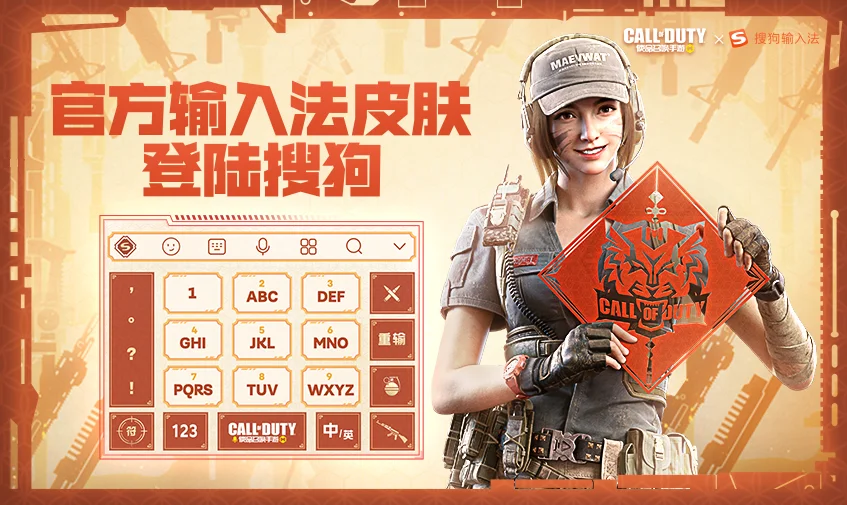 CALL OF DUTY
使命召唤手游
×
搜狗输入法
MAEVWAT
官方输入法皮肤
登陆搜狗
S
，
。
?
!
1
2
ABC
3
DEF
4
GHI
5
JKL
6
MNO
重输
7
PQRS
8
TUV
9
WXYZ
符
123
CALL OF DUTY
使命召唤手游
中/英
CALL OF DUTY